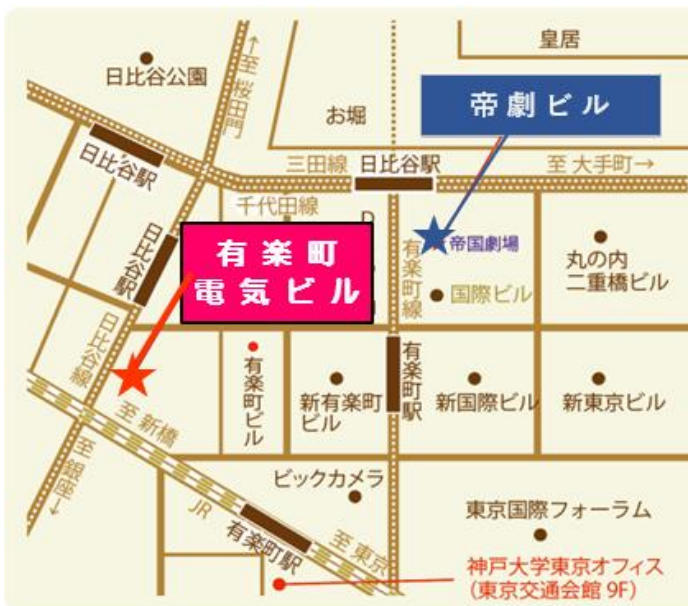 皇居
日比谷公園
←至 桜田門
お堀
帝劇ビル
日比谷駅
三田線
日比谷駅
至 大手町→
千代田線
D
日比谷駅
有楽町
電気ビル
有楽町線
帝国劇場
丸の内
二重橋ビル
国際ビル
日比谷線
有楽町ビル
新有楽町
ビル
有楽町駅
新国際ビル
新東京ビル
至 新橋
至 銀座→
ビックカメラ
JR
有楽町駅
至 東京
東京国際フォーラム
神戸大学東京オフィス
(東京交通会館 9F)